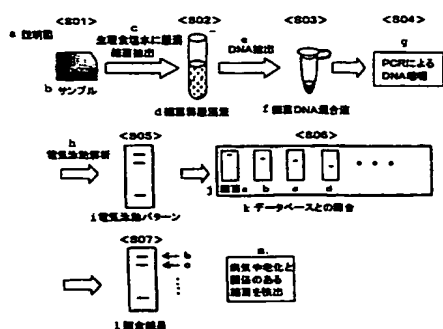 <S01> <S02> <S03> <S04>
a 説明図
c
生理食塩水に懸濁
細菌抽出
e
DNA抽出
g
PCRによる
DNA増幅
b サンプル
d 細菌群懸濁液
f 細菌DNA混合液
<S05> <S06>
h
電気泳動解析
j
細菌a b c d
・・・
i 電気泳動パターン
k データベースとの照合
<S07>
b
c
l 照合結果
m.
病気や老化と
関係のある
細菌を検出